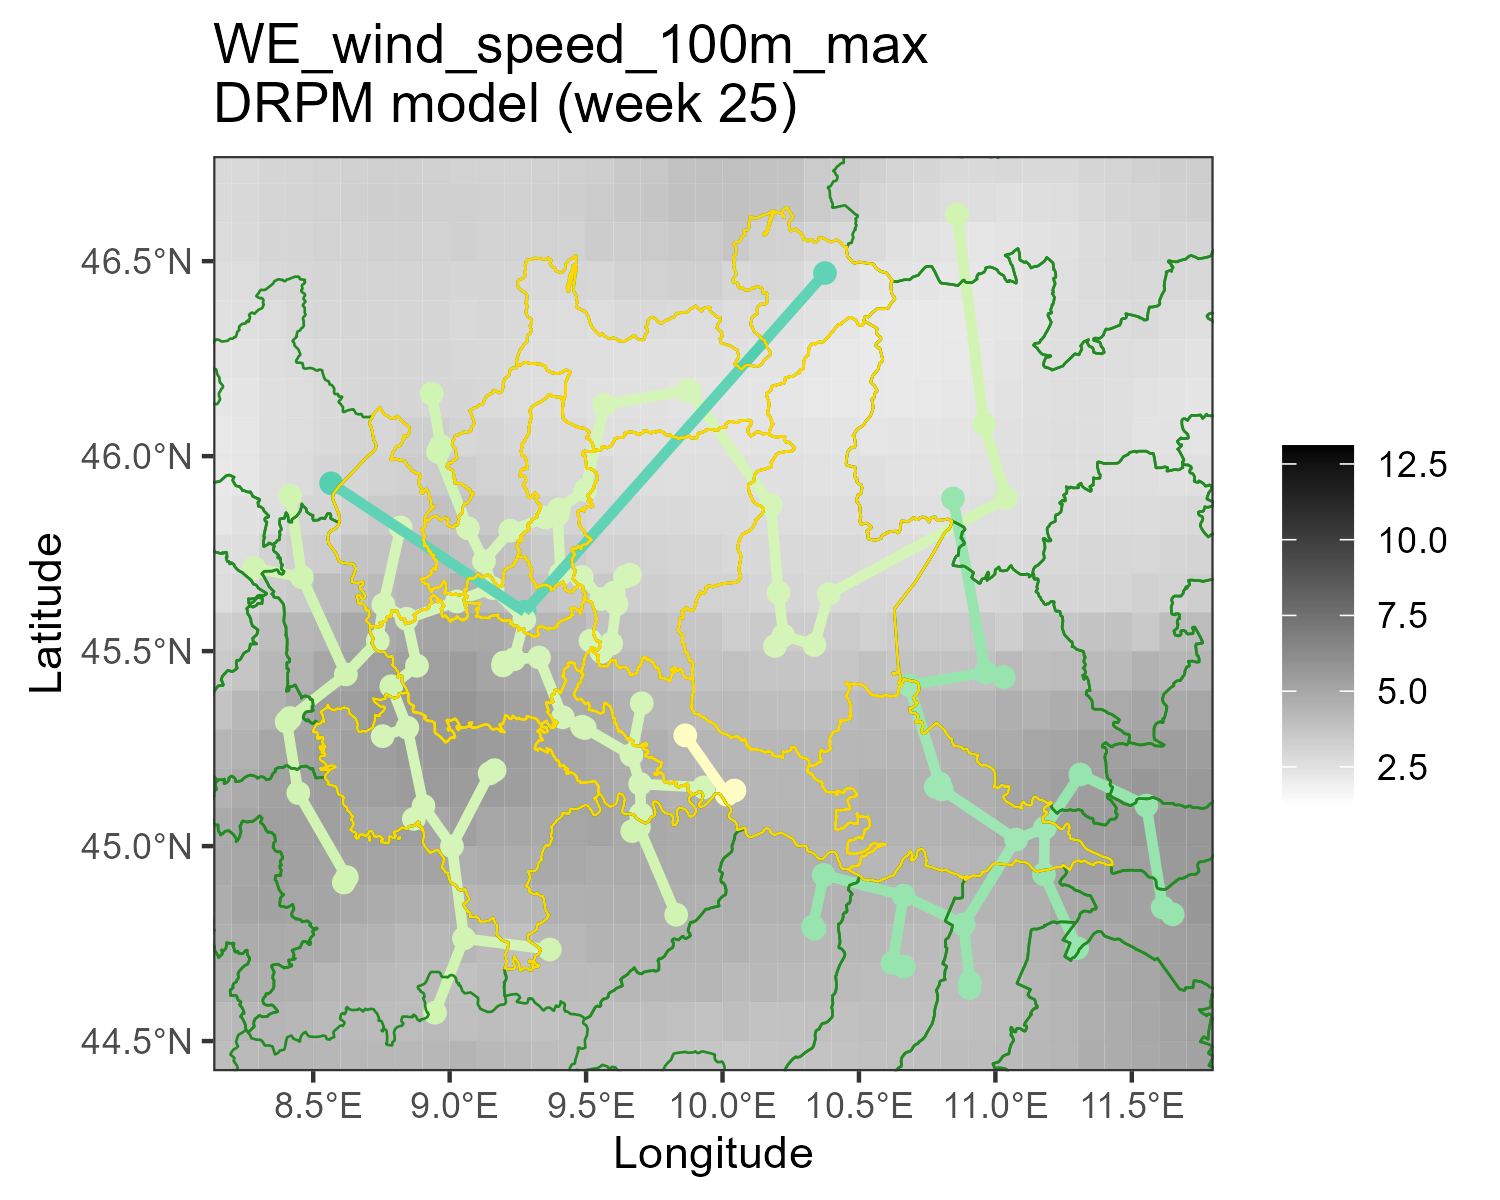 WE_wind_speed_100m_max
DRPM model (week 25)
46.5°N
46.0°N
45.5°N
45.0°N
44.5°N
Latitude
8.5°E
9.0°E
9.5°E
10.0°E
10.5°E
11.0°E
11.5°E
Longitude
12.5
10.0
7.5
5.0
2.5